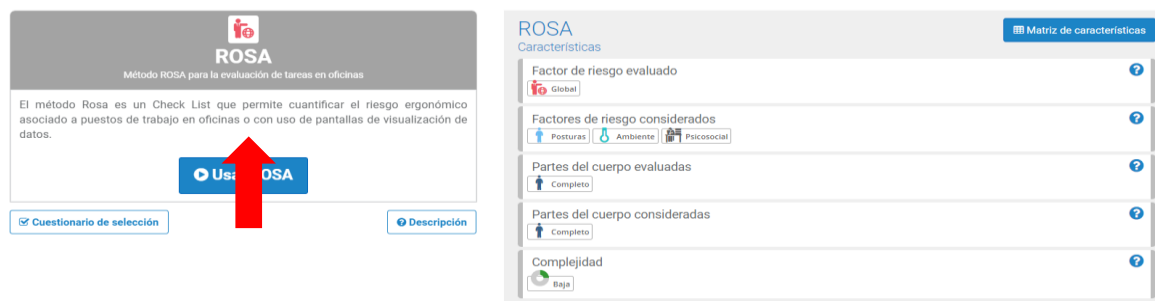 ROSA
Método ROSA para la evaluación de tareas en oficinas
El método Rosa es un Check List que permite cuantificar el riesgo ergonómico
asociado a puestos de trabajo en oficinas o con uso de pantallas de visualización de
datos.
Usar ROSA
Cuestionario de selección
Descripción
ROSA
Características
Matriz de características
Factor de riesgo evaluado
Global
Factores de riesgo considerados
Posturas Ambiente Psicosocial
Partes del cuerpo evaluadas
Completo
Partes del cuerpo consideradas
Completo
Complejidad
Baja